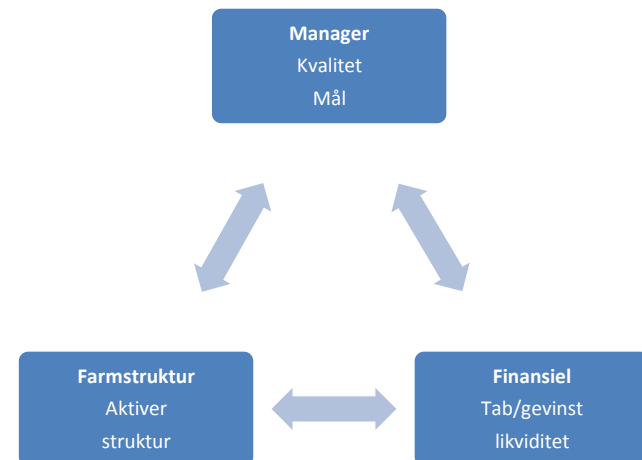 Manager
Kvalitet
Mål
Farmstruktur
Aktiver
struktur
Finansiel
Tab/gevinst
likviditet